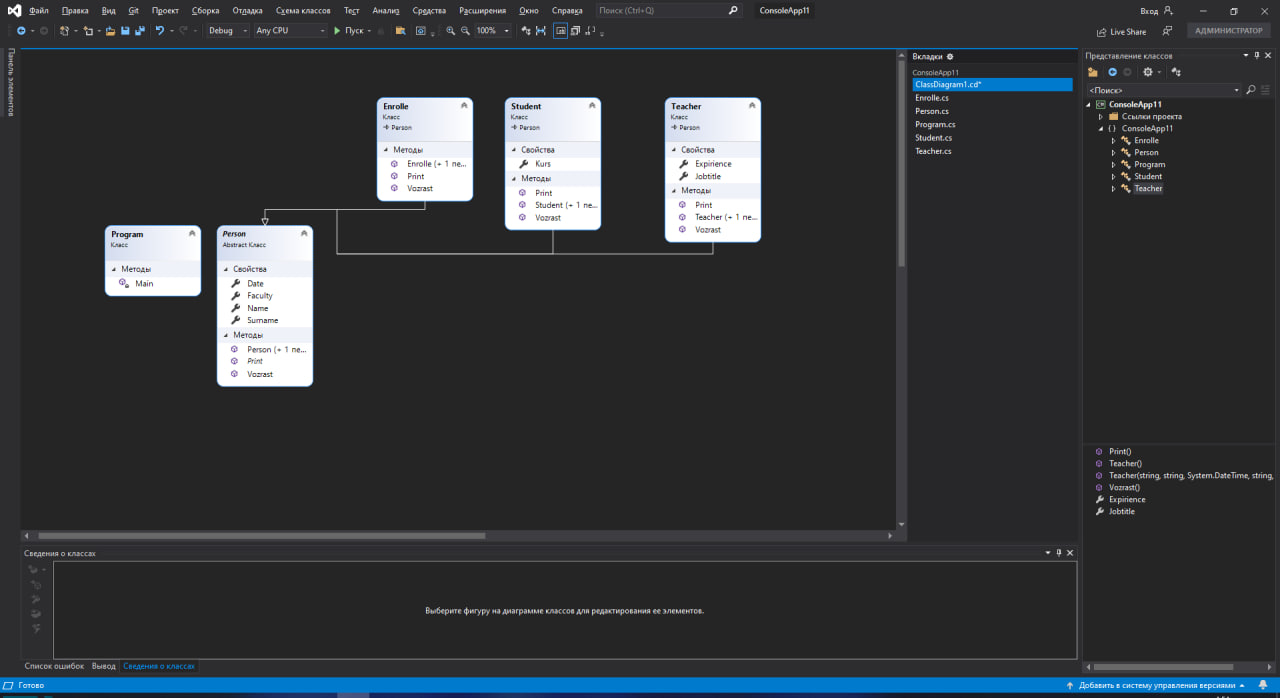 Файл Правка Вид Git Проект Сборка Отладка Схема классов Тест Анализ Средства Расширения Окно Справка Поиск (Ctrl+Q) ConsoleApp11 Вход
Debug Any CPU Пуск 100% Live Share АДМИНИСТРАТОР
Панель элементов
Enrolle
Класс
Person
Методы
Enrolle (+ 1 пе...
Print
Vozrast
Student
Класс
Person
Свойства
Kurs
Методы
Print
Student (+ 1 пе...
Vozrast
Teacher
Класс
Person
Свойства
Expirience
Jobtitle
Методы
Print
Teacher (+ 1 пе...
Vozrast
Program
Класс
Методы
Main
Person
Abstract Класс
Свойства
Date
Faculty
Name
Surname
Методы
Person (+ 1 пе...
Print
Vozrast
Вкладки
ConsoleApp11
ClassDiagram1.cd*
Enrolle.cs
Person.cs
Program.cs
Student.cs
Teacher.cs
Представление классов
<Поиск>
ConsoleApp11
Ссылки проекта
{ } ConsoleApp11
Enrolle
Person
Program
Student
Teacher
Print()
Teacher()
Teacher(string, string, System.DateTime, string,
Vozrast()
Expirience
Jobtitle
Сведения о классах
Выберите фигуру на диаграмме классов для редактирования ее элементов.
Список ошибок Вывод Сведения о классах
Готово Добавить в систему управления версиями